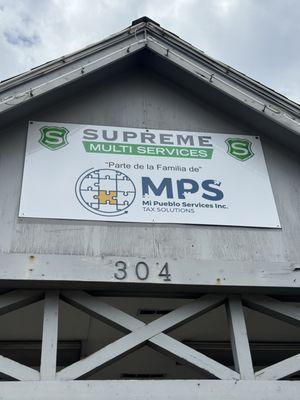 SUPREME
MULTI SERVICES
"Parte de la Familia de"
MPS
Mi Pueblo Services Inc.
TAX SOLUTIONS
304